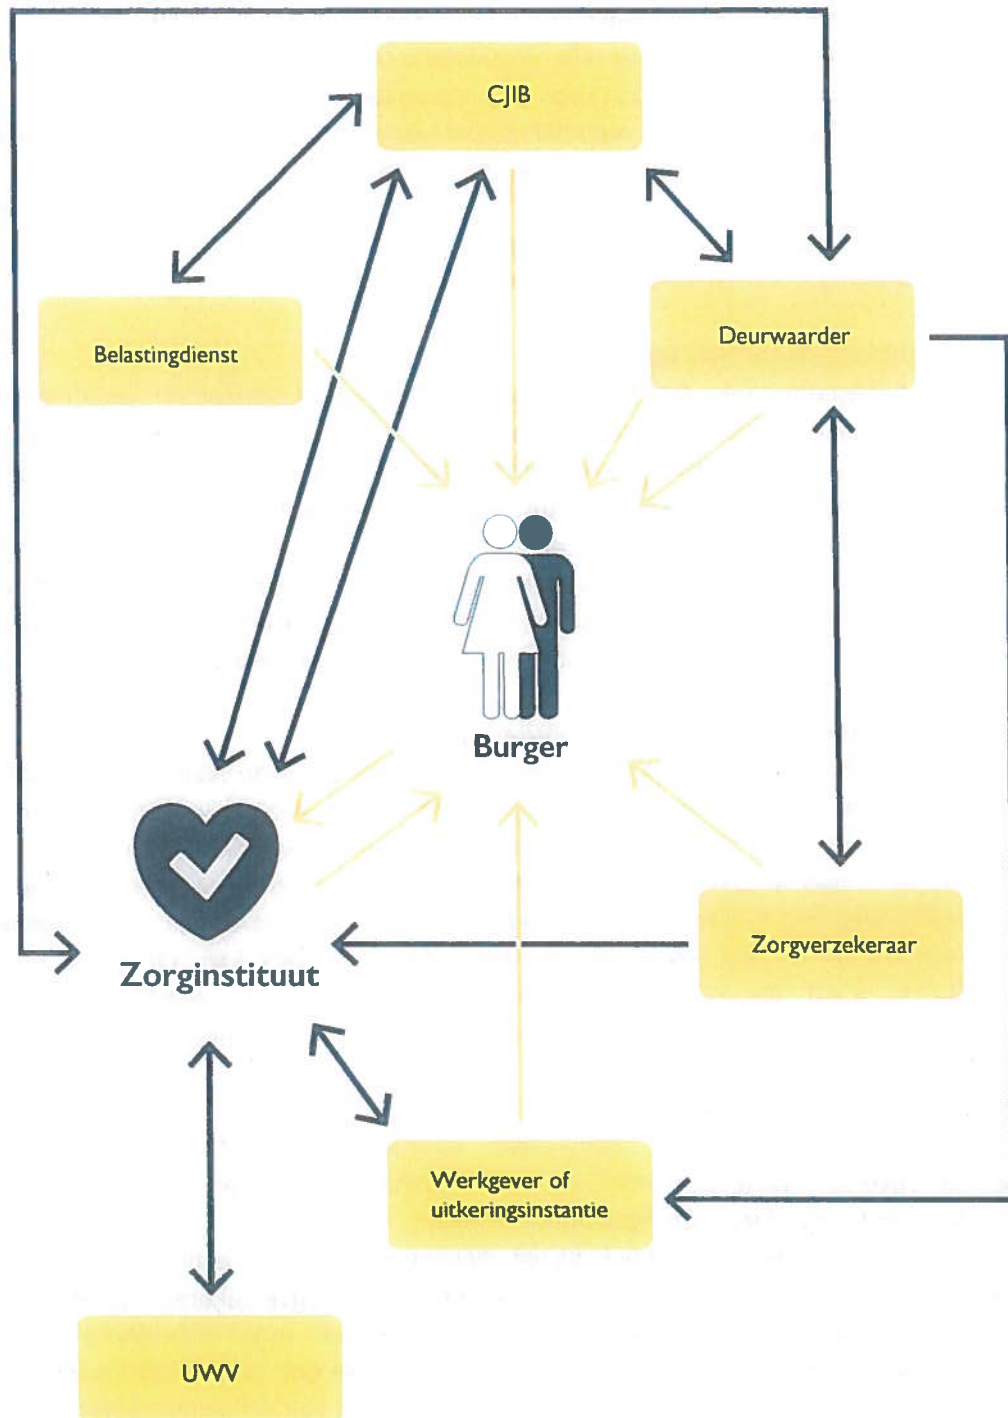 CJIB
Belastingdienst
Deurwaarder
Burger
Zorginstituut
Zorgverzekeraar
Werkgever of
uitkeringsinstantie
UWV